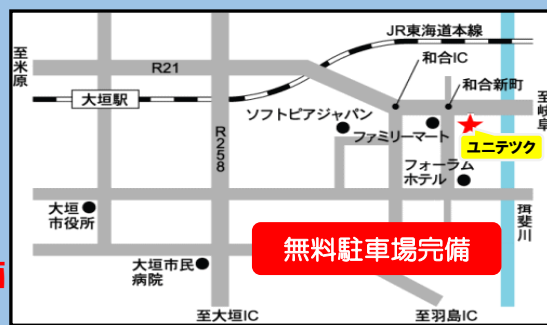 JR東海道本線
至米原
和合IC
R21
和合新町
至岐阜
大垣駅
ソフトピアジャパン
ファミリーマート
ユニテツク
R258
フォーラム
ホテル
大垣
市役所
揖斐川
無料駐車場完備
大垣市民
病院
至大垣IC
至羽島IC